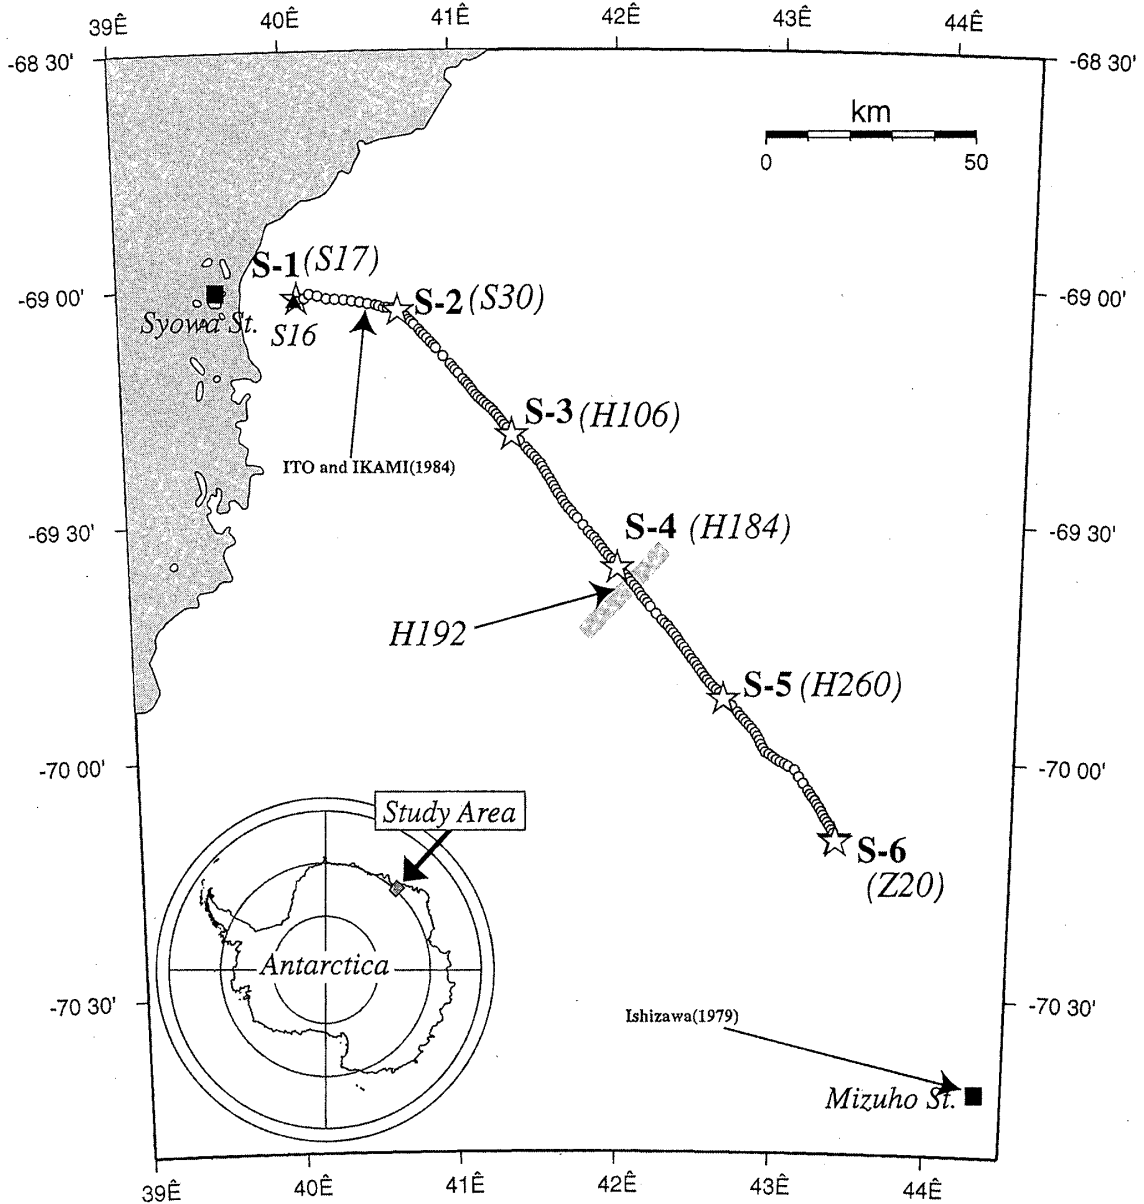 39Ê 40Ê 41Ê 42Ê 43Ê 44Ê
-68 30' -68 30'
km
0 50
S-1 (S17)
-69 00' S-2 (S30) -69 00'
Syowa St. S16
S-3 (H106)
ITO and IKAMI(1984)
-69 30' S-4 (H184) -69 30'
H192
S-5 (H260)
-70 00' -70 00'
Study Area
S-6
(Z20)
Antarctica
-70 30' Ishizawa(1979) -70 30'
Mizuho St.
39Ê 40Ê 41Ê 42Ê 43Ê 44Ê